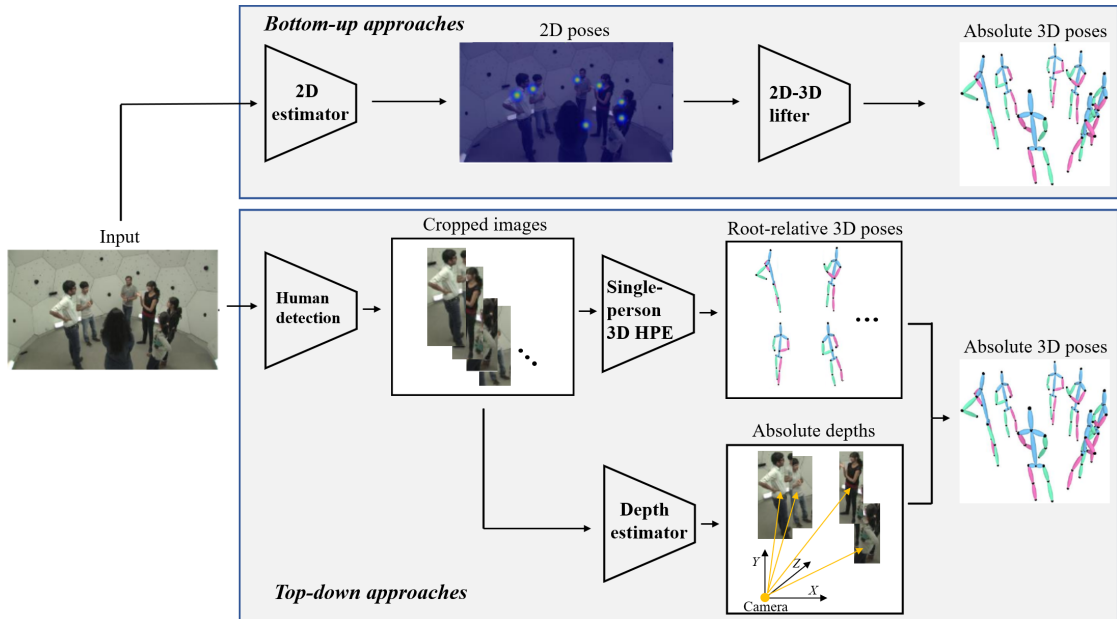 Bottom-up approaches
2D poses
Absolute 3D poses
2D
estimator
2D-3D
lifter
Input
Cropped images
Root-relative 3D poses
Human
detection
Single-
person
3D HPE
Absolute 3D poses
Absolute depths
Depth
estimator
Y
Z
X
Camera
Top-down approaches